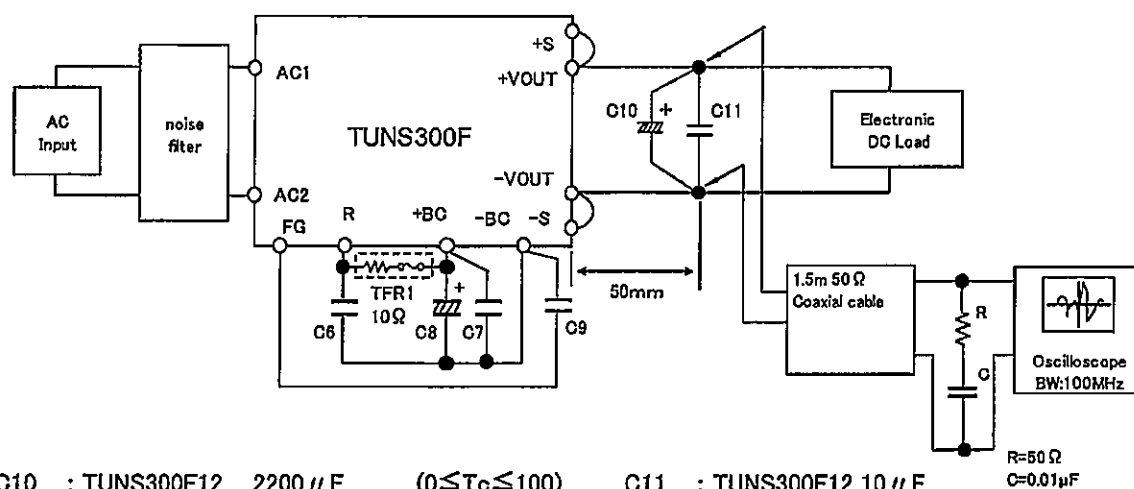 +S
AC1
+VOUT
C10 + C11
AC
Input
noise
filter
TUNS300F
Electronic
DC Load
AC2
-VOUT
FG R +BC -BC -S
TFR1
10Ω
+
C6 C8 C7 C9
50mm
1.5m 50Ω
Coaxial cable
R
C
Oscilloscope
BW:100MHz
R=50Ω
C=0.01μF
C10 : TUNS300F12 2200μF (0≦Tc≦100) C11 : TUNS300F12 10μF